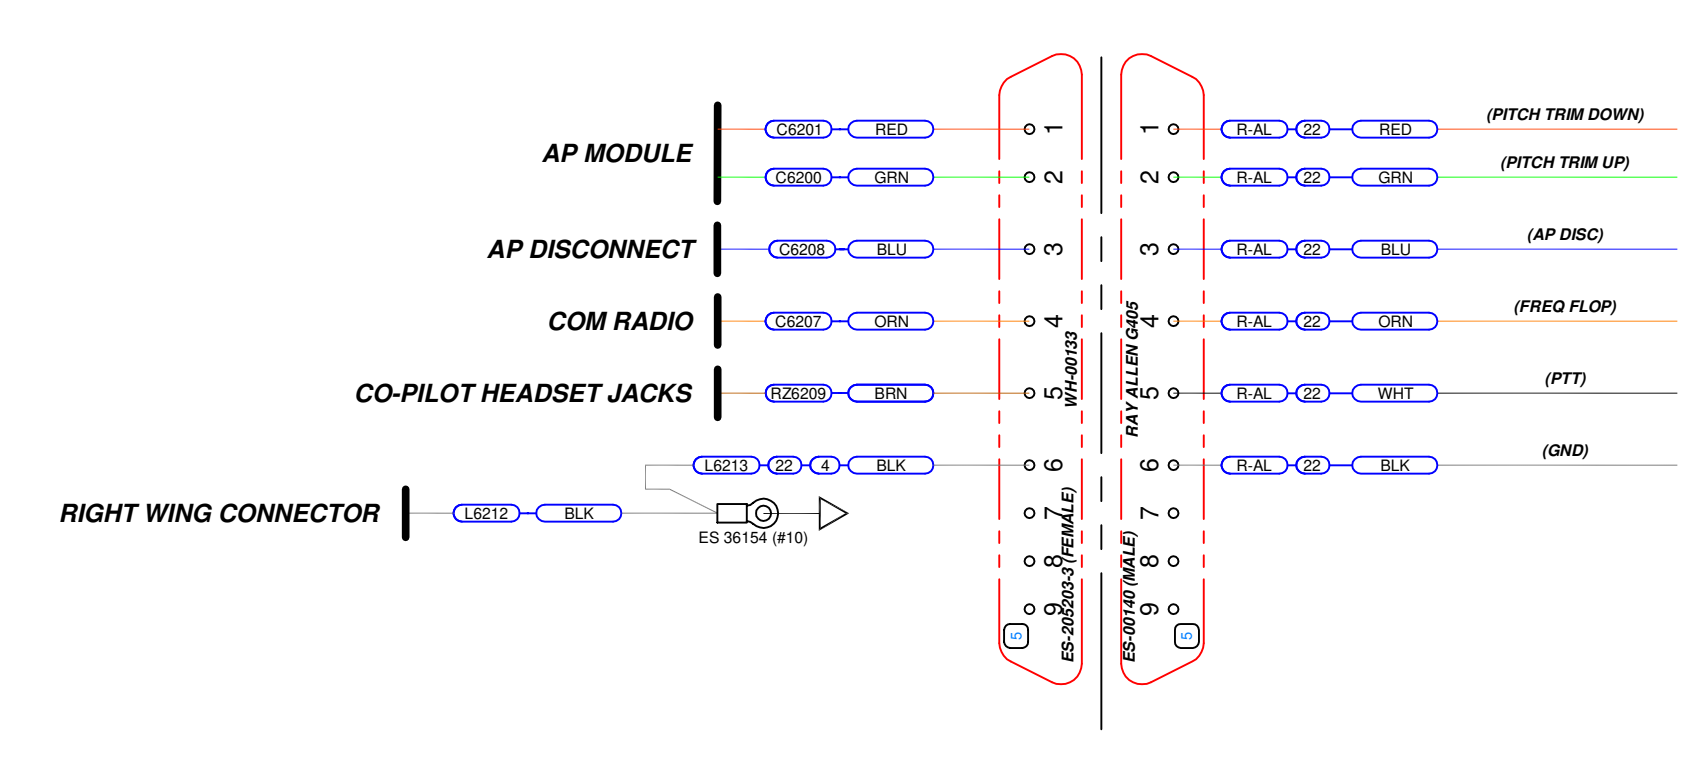 AP MODULE
C6201 RED 1
C6200 GRN 2
AP DISCONNECT
C6208 BLU 3
COM RADIO
C6207 ORN 4
CO-PILOT HEADSET JACKS
RZ6209 BRN 5
L6213 22 4 BLK 6
RIGHT WING CONNECTOR
L6212 BLK
ES 36154 (#10)
7
8
9
5
WH-00133
ES-205203-3 (FEMALE)
RAY ALLEN G405
ES-00140 (MALE)
1 R-AL 22 RED (PITCH TRIM DOWN)
2 R-AL 22 GRN (PITCH TRIM UP)
3 R-AL 22 BLU (AP DISC)
4 R-AL 22 ORN (FREQ FLOP)
5 R-AL 22 WHT (PTT)
6 R-AL 22 BLK (GND)
7
8
9
5